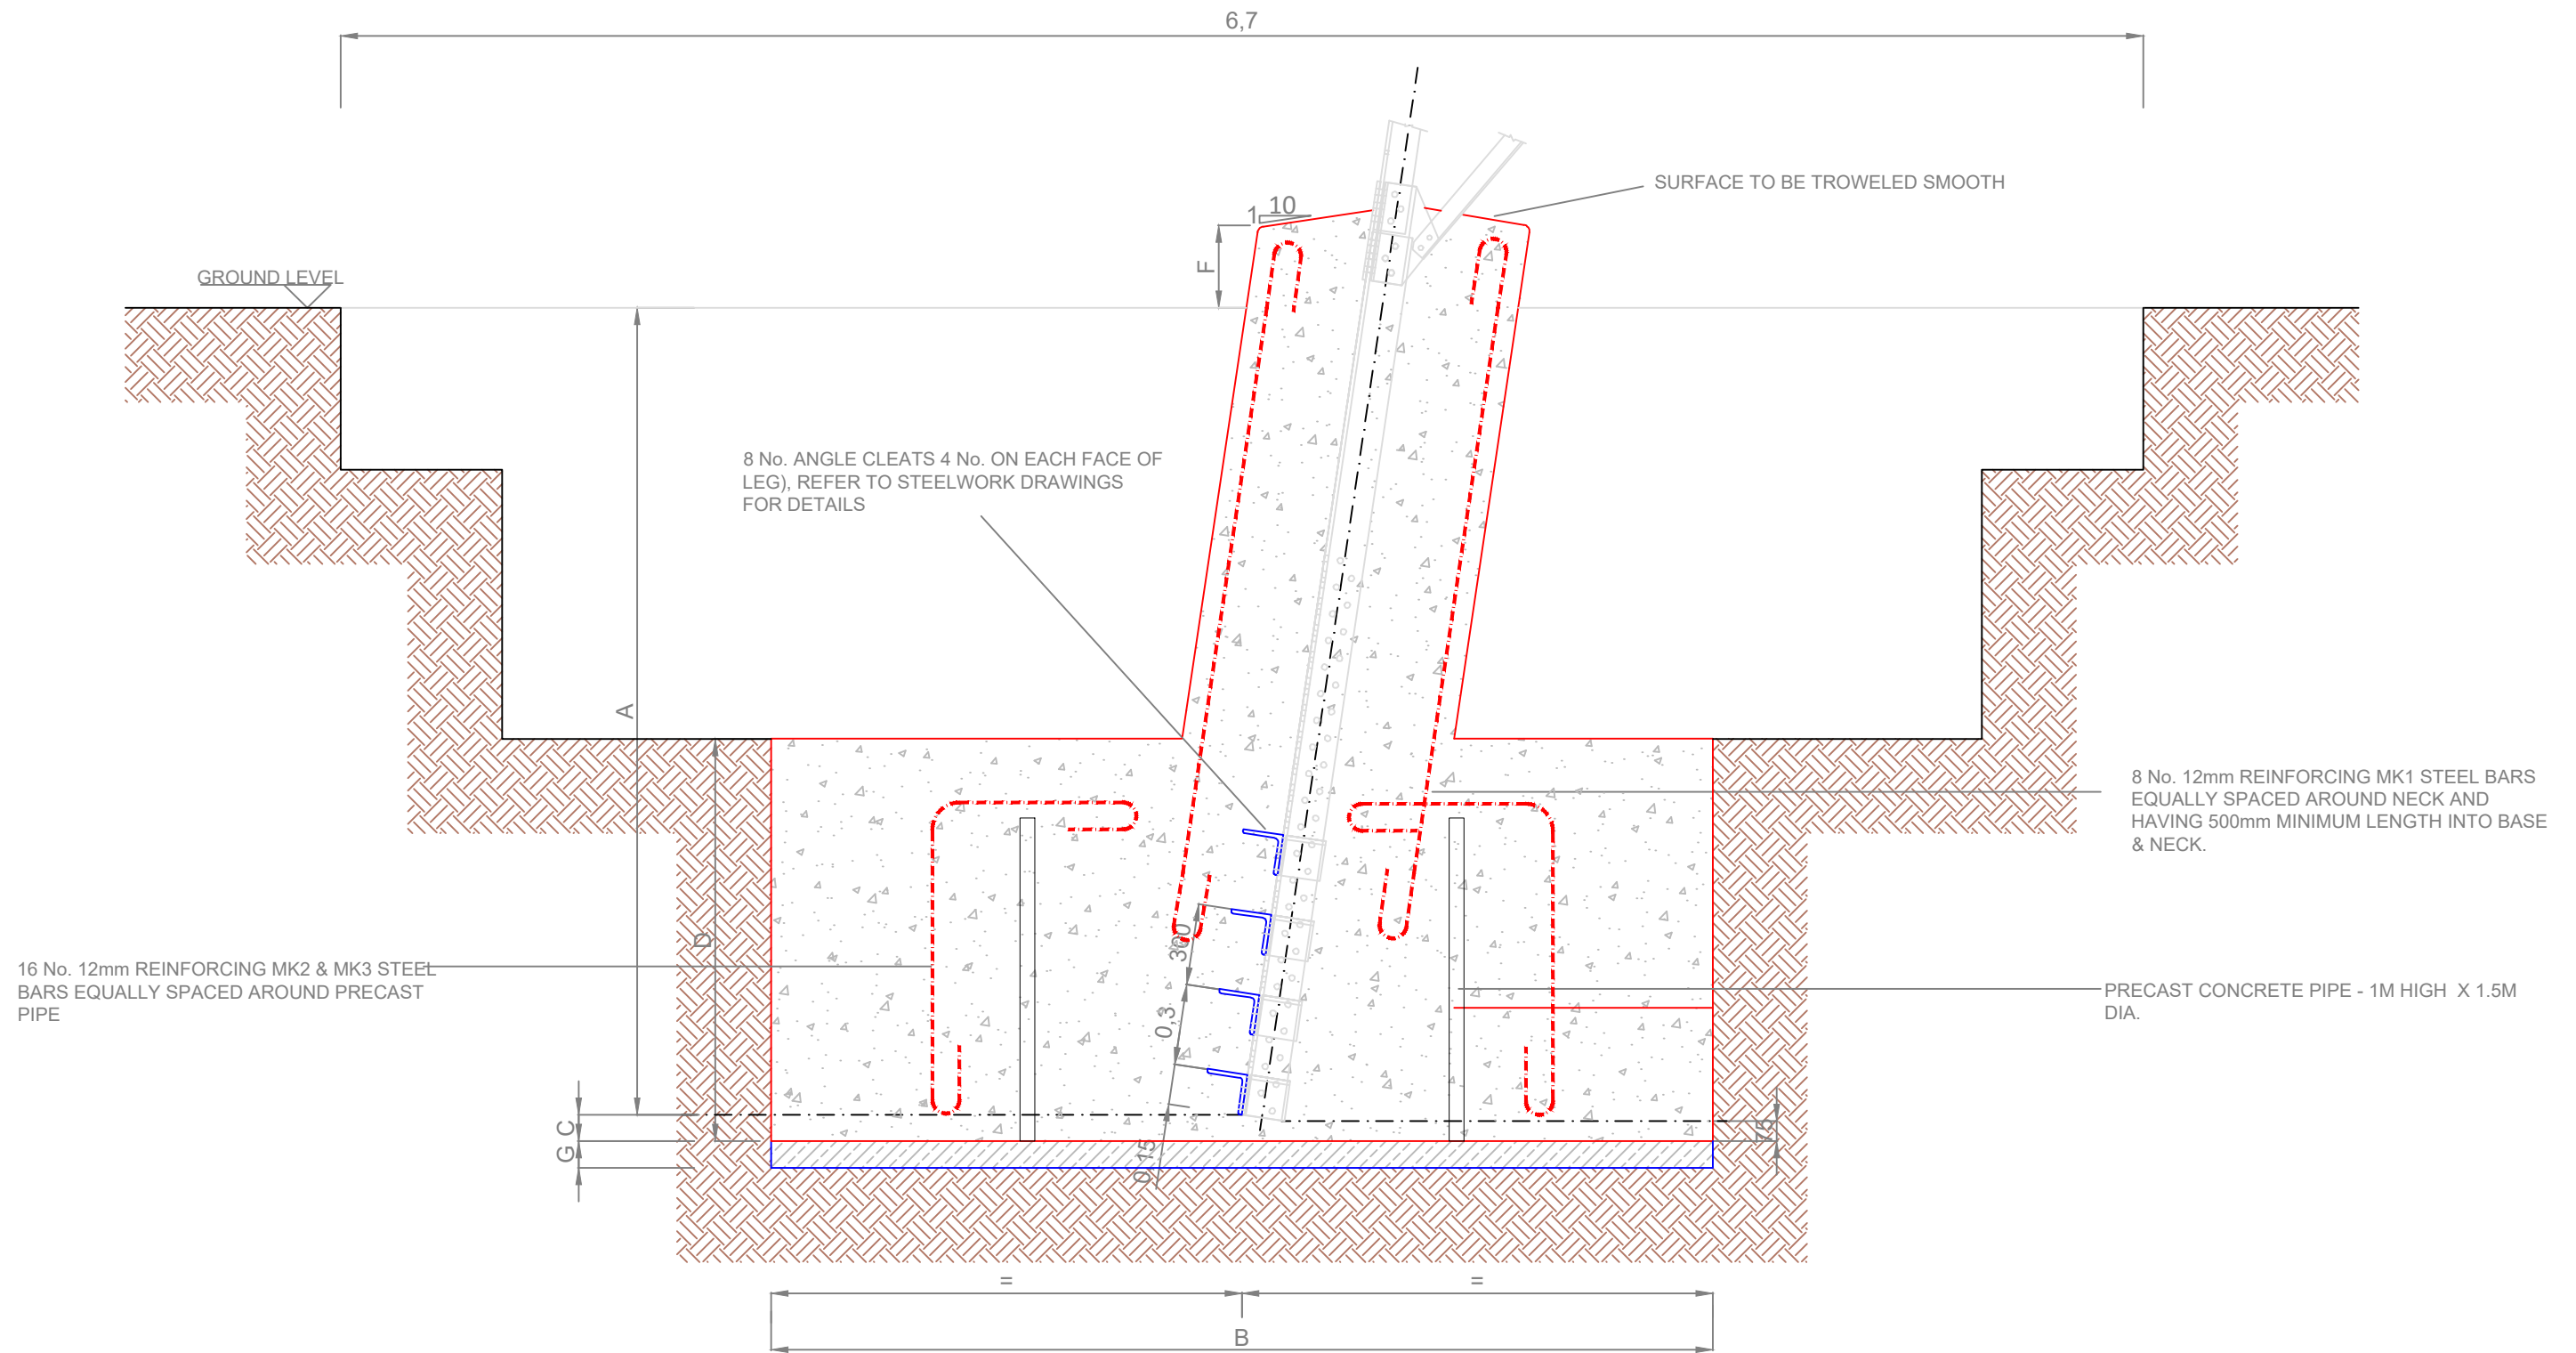 6,7
SURFACE TO BE TROWELED SMOOTH
1 10
F
GROUND LEVEL
8 No. ANGLE CLEATS 4 No. ON EACH FACE OF
LEG), REFER TO STEELWORK DRAWINGS
FOR DETAILS
A
8 No. 12mm REINFORCING MK1 STEEL BARS
EQUALLY SPACED AROUND NECK AND
HAVING 500mm MINIMUM LENGTH INTO BASE
& NECK.
D
300
16 No. 12mm REINFORCING MK2 & MK3 STEEL
BARS EQUALLY SPACED AROUND PRECAST
PIPE
PRECAST CONCRETE PIPE - 1M HIGH X 1.5M
DIA.
0,3
C
G
0,15
75
=
=
B